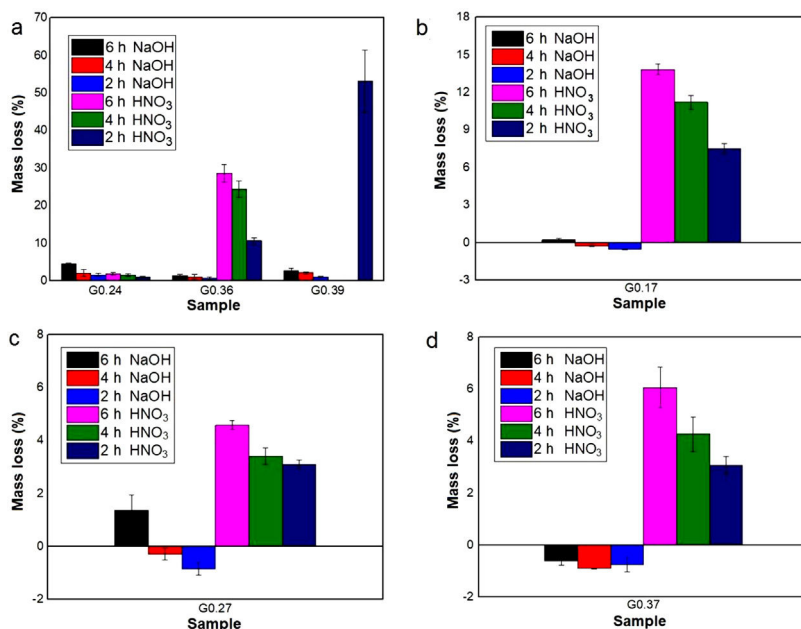 a
70
60
50
40
30
20
10
0
Mass loss (%)
6 h NaOH
4 h NaOH
2 h NaOH
6 h HNO₃
4 h HNO₃
2 h HNO₃
G0.24 G0.36 G0.39
Sample
b
18
15
12
9
6
3
0
-3
Mass loss (%)
6 h NaOH
4 h NaOH
2 h NaOH
6 h HNO₃
4 h HNO₃
2 h HNO₃
G0.17
Sample
c
8
6
4
2
0
-2
Mass loss (%)
6 h NaOH
4 h NaOH
2 h NaOH
6 h HNO₃
4 h HNO₃
2 h HNO₃
G0.27
Sample
d
8
6
4
2
0
-2
Mass loss (%)
6 h NaOH
4 h NaOH
2 h NaOH
6 h HNO₃
4 h HNO₃
2 h HNO₃
G0.37
Sample